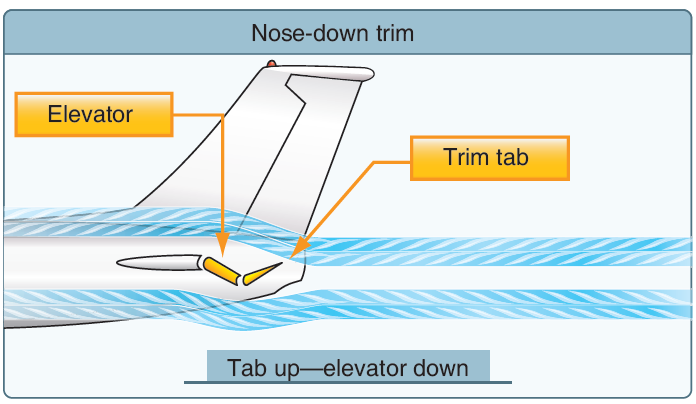 Nose-down trim
Elevator
Trim tab
Tab up—elevator down